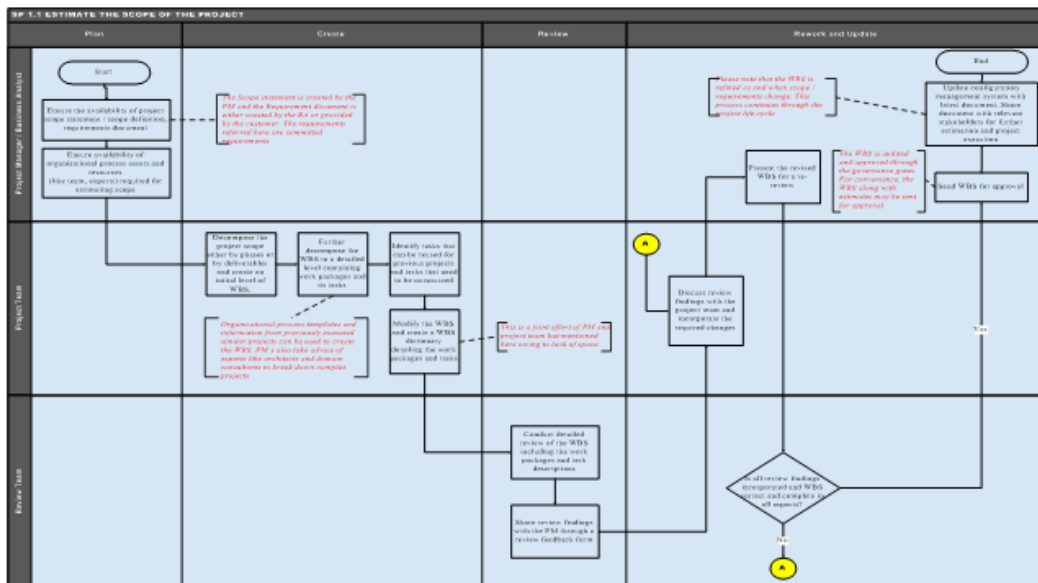 SP 1.1 ESTIMATE THE SCOPE OF THE PROJECT
Plan
Create
Review
Rework and Update
Project Manager / Business Analyst
Start
Ensure the availability of project
scope statement / scope definition,
requirements document
Ensure availability of
organizational process assets and
resources
(like team, experts) required for
estimating scope
The Scope statement is created by the
PM and the Requirement document is
either created by the BA or provided
by the customer. The requirements
referred here are committed
requirements
Please note that the WBS is
refined as and when scope /
requirements change. This
process continues through the
project life cycle
End
Update configuration
management system with
latest document. Share
document with relevant
stakeholders for further
estimation and project
execution
Present the revised
WBS for a re-
review
The WBS is audited
and approved through
the governance gates
For convenience, the
WBS along with
estimates may be sent
for approval
Send WBS for approval
Project Team
Decompose the
project scope
either by phases or
by deliverables
and create an
initial level of
WBS.
Further
decompose the
WBS to a detailed
level containing
work packages and
its tasks
Identify tasks that
can be reused for
previous projects
and tasks that need
to be outsourced
A
Discuss review
findings with the
project team and
incorporate the
required changes
Organizational process templates and
information from previously executed
similar projects can be used to create
the WBS. PM s also take advice of
experts like architects and domain
consultants to break down complex
projects
Modify the WBS
and create a WBS
dictionary
detailing the work
packages and tasks
This is a joint effort of PM and
project team but mentioned
here owing to lack of space
Yes
Review Team
Conduct detailed
review of the WBS
including the work
packages and task
descriptions
Share review findings
with the PM through a
review feedback form
Is all review findings
incorporated and WBS
correct and complete in
all aspects?
No
A